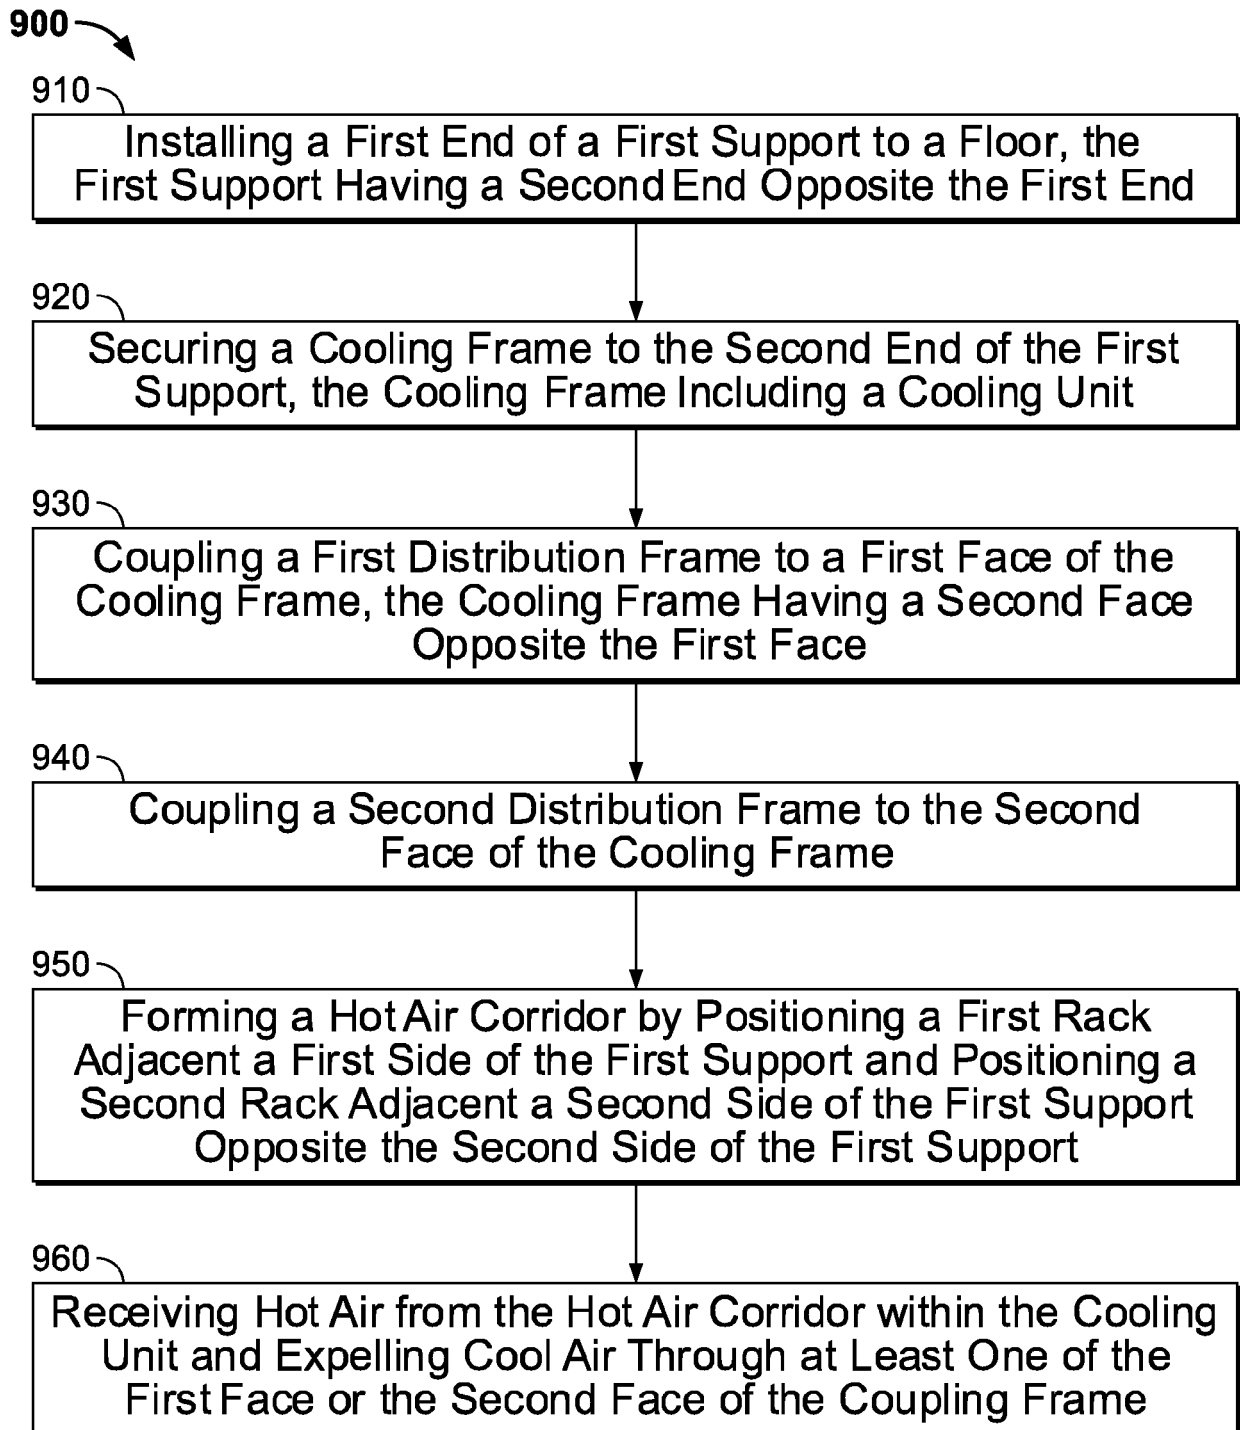 900
910
Installing a First End of a First Support to a Floor, the
First Support Having a Second End Opposite the First End
920
Securing a Cooling Frame to the Second End of the First
Support, the Cooling Frame Including a Cooling Unit
930
Coupling a First Distribution Frame to a First Face of the
Cooling Frame, the Cooling Frame Having a Second Face
Opposite the First Face
940
Coupling a Second Distribution Frame to the Second
Face of the Cooling Frame
950
Forming a Hot Air Corridor by Positioning a First Rack
Adjacent a First Side of the First Support and Positioning a
Second Rack Adjacent a Second Side of the First Support
Opposite the Second Side of the First Support
960
Receiving Hot Air from the Hot Air Corridor within the Cooling
Unit and Expelling Cool Air Through at Least One of the
First Face or the Second Face of the Coupling Frame